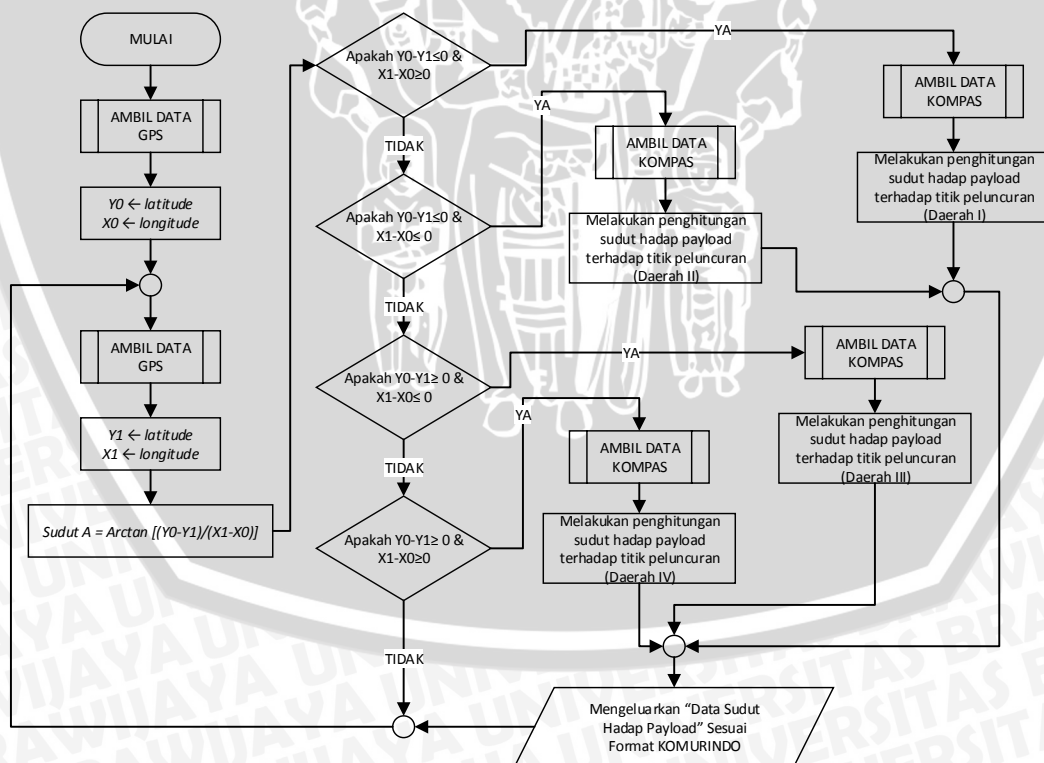 MULAI
AMBIL DATA
GPS
Y0 ← latitude
X0 ← longitude
AMBIL DATA
GPS
Y1 ← latitude
X1 ← longitude
Sudut A = Arctan [(Y0-Y1)/(X1-X0)]
Apakah Y0-Y1≤0 &
X1-X0≥0
YA
AMBIL DATA
KOMPAS
Melakukan penghitungan
sudut hadap payload
terhadap titik peluncuran
(Daerah I)
TIDAK
Apakah Y0-Y1≤0 &
X1-X0≤ 0
YA
AMBIL DATA
KOMPAS
Melakukan penghitungan
sudut hadap payload
terhadap titik peluncuran
(Daerah II)
TIDAK
Apakah Y0-Y1≥ 0 &
X1-X0≤ 0
YA
AMBIL DATA
KOMPAS
Melakukan penghitungan
sudut hadap payload
terhadap titik peluncuran
(Daerah III)
TIDAK
Apakah Y0-Y1≥ 0 &
X1-X0≥0
YA
AMBIL DATA
KOMPAS
Melakukan penghitungan
sudut hadap payload
terhadap titik peluncuran
(Daerah IV)
TIDAK
Mengeluarkan “Data Sudut
Hadap Payload” Sesuai
Format KOMURINDO